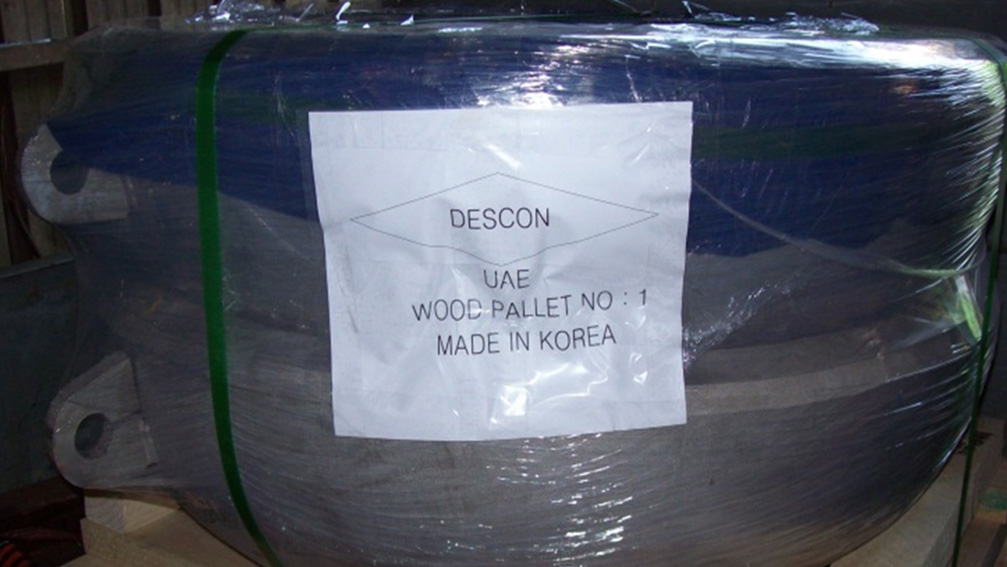 DESCON
UAE
WOOD PALLET NO : 1
MADE IN KOREA